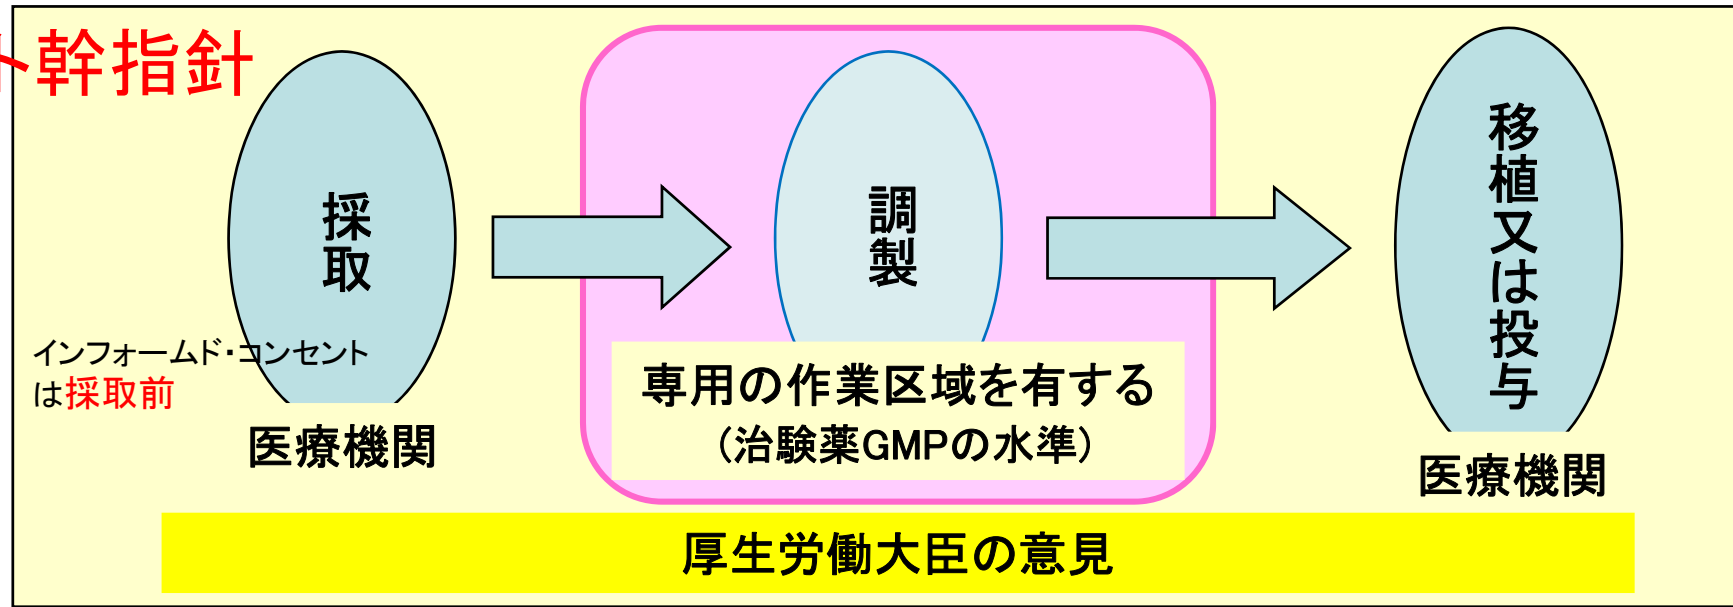 ト幹指針
採取
調製
移植又は投与
インフォームド・コンセント
は採取前
専用の作業区域を有する
（治験薬GMPの水準）
医療機関
医療機関
厚生労働大臣の意見